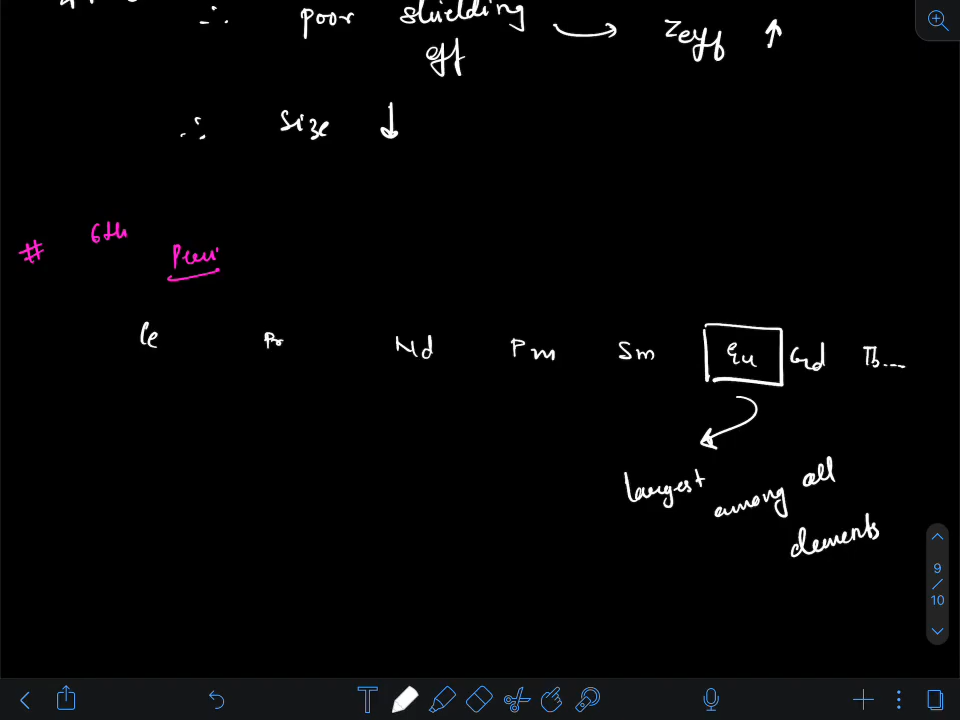 ∴ poor shielding ⟶ Zeff ↑
eff
∴ Size ↓
# 6th
Ce Pr Nd Pm Sm Eu Gd Tb...
largest among all
elements
9
/
10
T